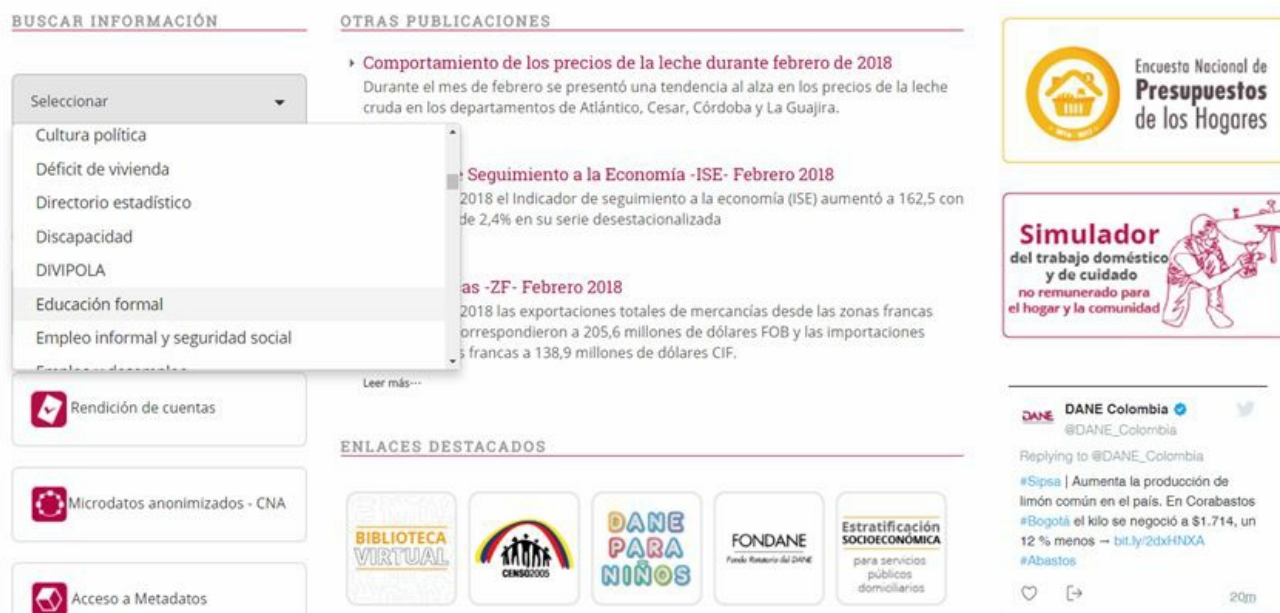 BUSCAR INFORMACIÓN
Seleccionar
Cultura política
Déficit de vivienda
Directorio estadístico
Discapacidad
DIVIPOLA
Educación formal
Empleo informal y seguridad social
Rendición de cuentas
Microdatos anonimizados - CNA
Acceso a Metadatos
OTRAS PUBLICACIONES
Comportamiento de los precios de la leche durante febrero de 2018
Durante el mes de febrero se presentó una tendencia al alza en los precios de la leche
cruda en los departamentos de Atlántico, Cesar, Córdoba y La Guajira.
Seguimiento a la Economía -ISE- Febrero 2018
2018 el Indicador de seguimiento a la economía (ISE) aumentó a 162,5 con
de 2,4% en su serie desestacionalizada
as -ZF- Febrero 2018
2018 las exportaciones totales de mercancías desde las zonas francas
orrespondieron a 205,6 millones de dólares FOB y las importaciones
francas a 138,9 millones de dólares CIF.
Leer más...
ENLACES DESTACADOS
BIBLIOTECA
VIRTUAL
CENSO2005
DANE
PARA
NIÑOS
FONDANE
Fondo Rotatorio del DANE
Estratificación
SOCIOECONÓMICA
para servicios
públicos
domiciliarios
Encuesta Nacional de
Presupuestos
de los Hogares
Simulador
del trabajo doméstico
y de cuidado
no remunerado para
el hogar y la comunidad
DANE
DANE Colombia
@DANE_Colombia
Replying to @DANE_Colombia
#Sipsa | Aumenta la producción de
limón común en el país. En Corabastos
#Bogotá el kilo se negoció a $1.714, un
12 % menos → bit.ly/2dxHNXA
#Abastos
20m